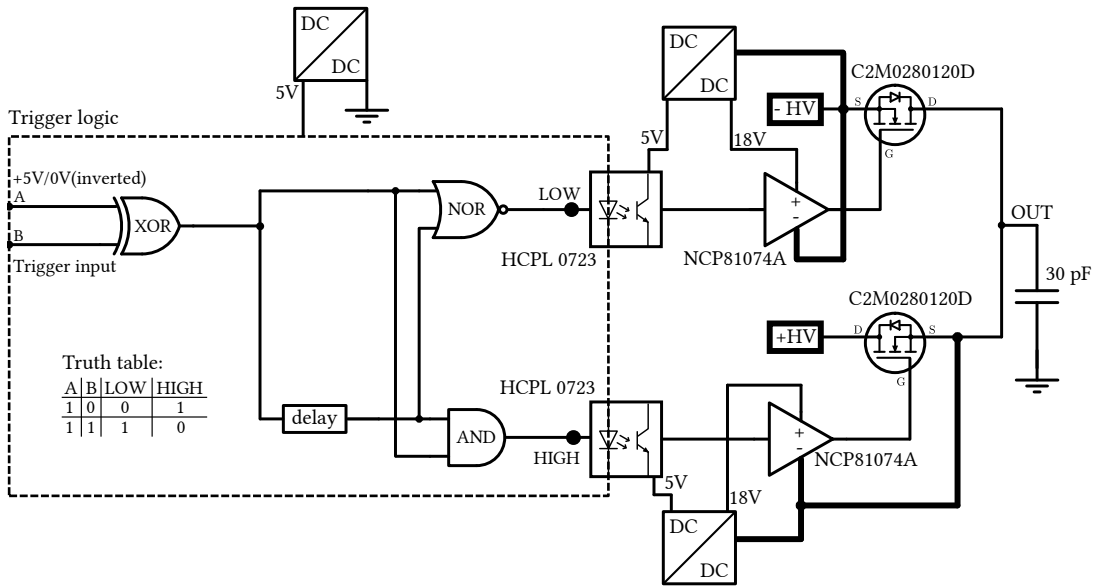 DC
DC
5V
Trigger logic
+5V/0V(inverted)
A
B
Trigger input
XOR
NOR
LOW
HCPL 0723
delay
AND
HIGH
HCPL 0723
Truth table:
A B LOW HIGH
1 0 0 1
1 1 1 0
DC
DC
5V
18V
- HV
C2M0280120D
S
D
G
+
-
NCP81074A
OUT
30 pF
C2M0280120D
+HV
D
S
G
+
-
NCP81074A
5V
18V
DC
DC